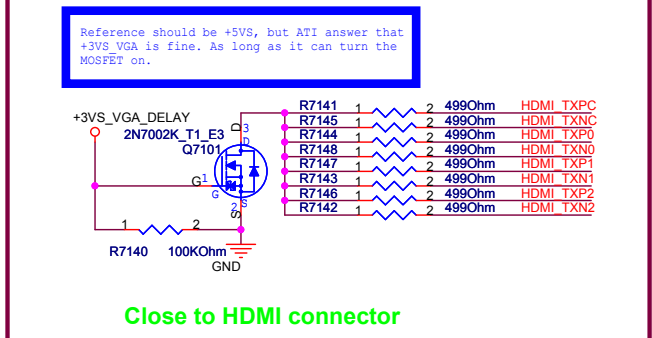 Reference should be +5VS, but ATI answer that
+3VS_VGA is fine. As long as it can turn the
MOSFET on.
+3VS_VGA_DELAY
2N7002K_T1_E3
Q7101
D
3
D
G
1
G
2
S
S
R7140
1
2
100KOhm
GND
R7141 1 2 499Ohm HDMI_TXPC
R7145 1 2 499Ohm HDMI_TXNC
R7144 1 2 499Ohm HDMI_TXP0
R7148 1 2 499Ohm HDMI_TXN0
R7147 1 2 499Ohm HDMI_TXP1
R7143 1 2 499Ohm HDMI_TXN1
R7146 1 2 499Ohm HDMI_TXP2
R7142 1 2 499Ohm HDMI_TXN2
Close to HDMI connector